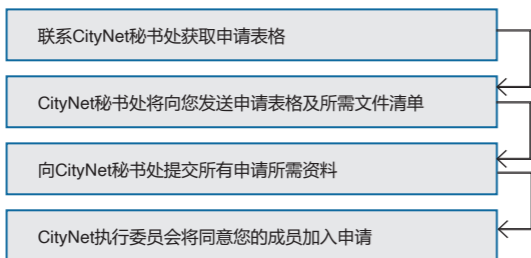 联系CityNet秘书处获取申请表格
CityNet秘书处将向您发送申请表格及所需文件清单
向CityNet秘书处提交所有申请所需资料
CityNet执行委员会将同意您的成员加入申请